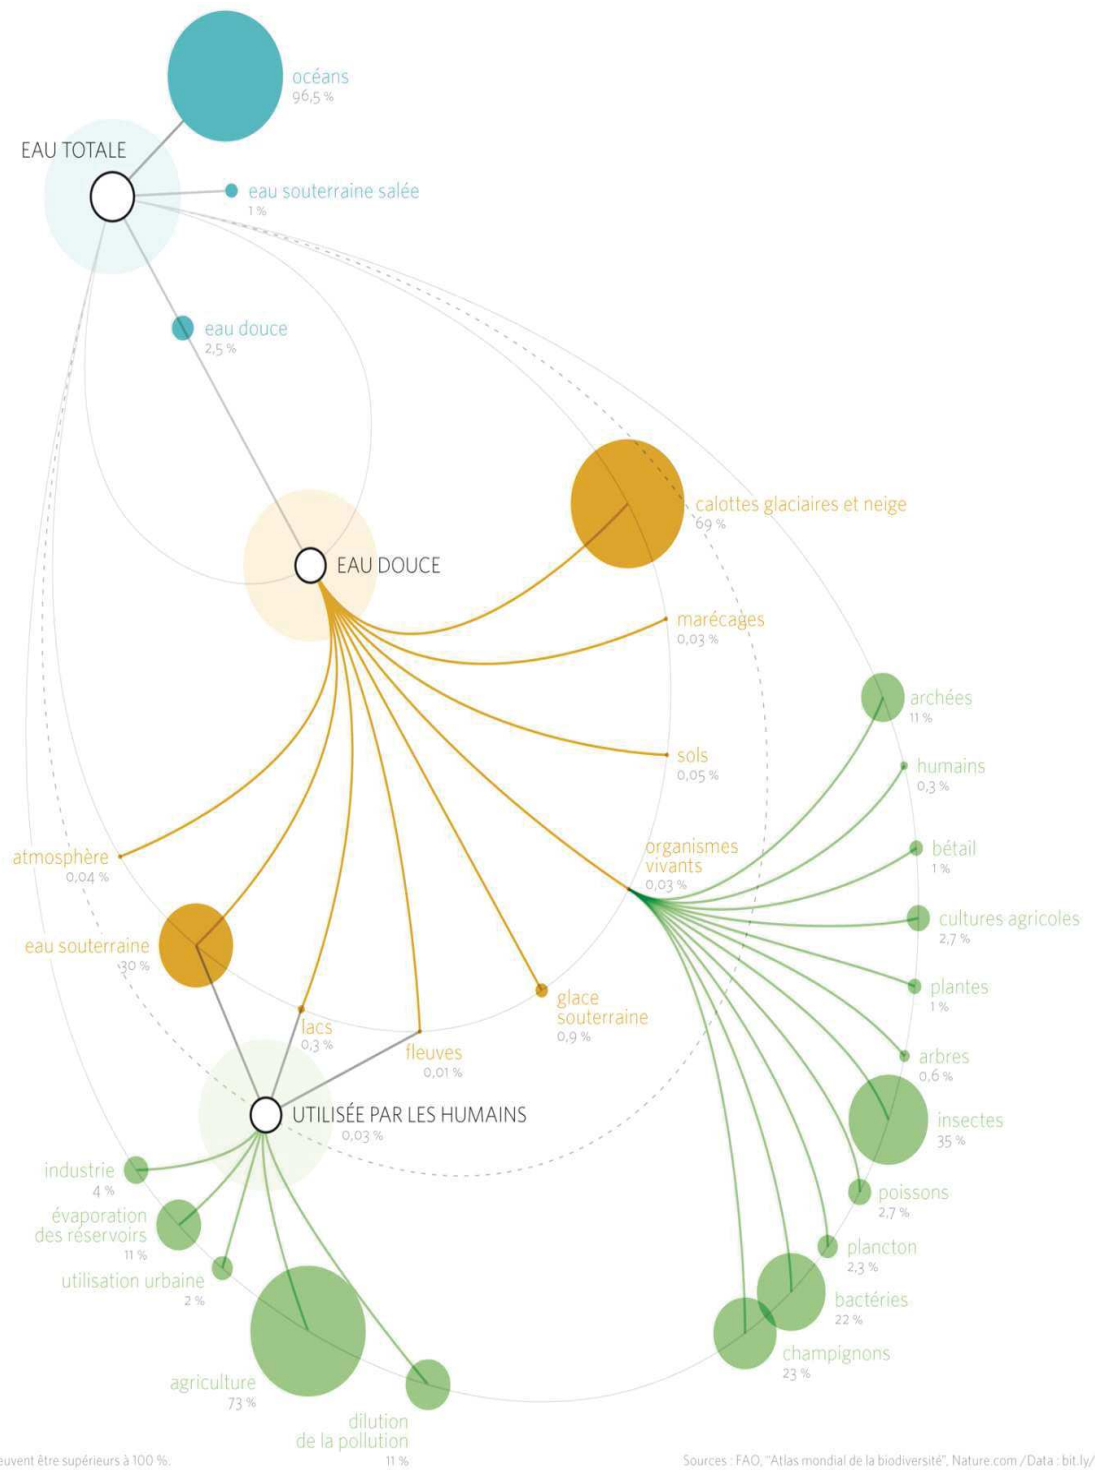 océans
96,5 %
EAU TOTALE
eau souterraine salée
1 %
eau douce
2,5 %
calottes glaciaires et neige
69 %
EAU DOUCE
marécages
0,03 %
archées
11 %
sols
0,05 %
humains
0,3 %
organismes
vivants
0,03 %
bétail
1 %
atmosphère
0,04 %
cultures agricoles
2,7 %
eau souterraine
30 %
plantes
1 %
glace
souterraine
0,9 %
lacs
0,3 %
fleuves
0,01 %
arbres
0,6 %
UTILISÉE PAR LES HUMAINS
0,03 %
insectes
35 %
industrie
4 %
poissons
2,7 %
évaporation
des réservoirs
11 %
plancton
2,3 %
utilisation urbaine
2 %
bactéries
22 %
champignons
23 %
agriculture
73 %
dilution
de la pollution
11 %
euvent être supérieurs à 100 %.
Sources : FAO, "Atlas mondial de la biodiversité", Nature.com / Data : bit.ly/